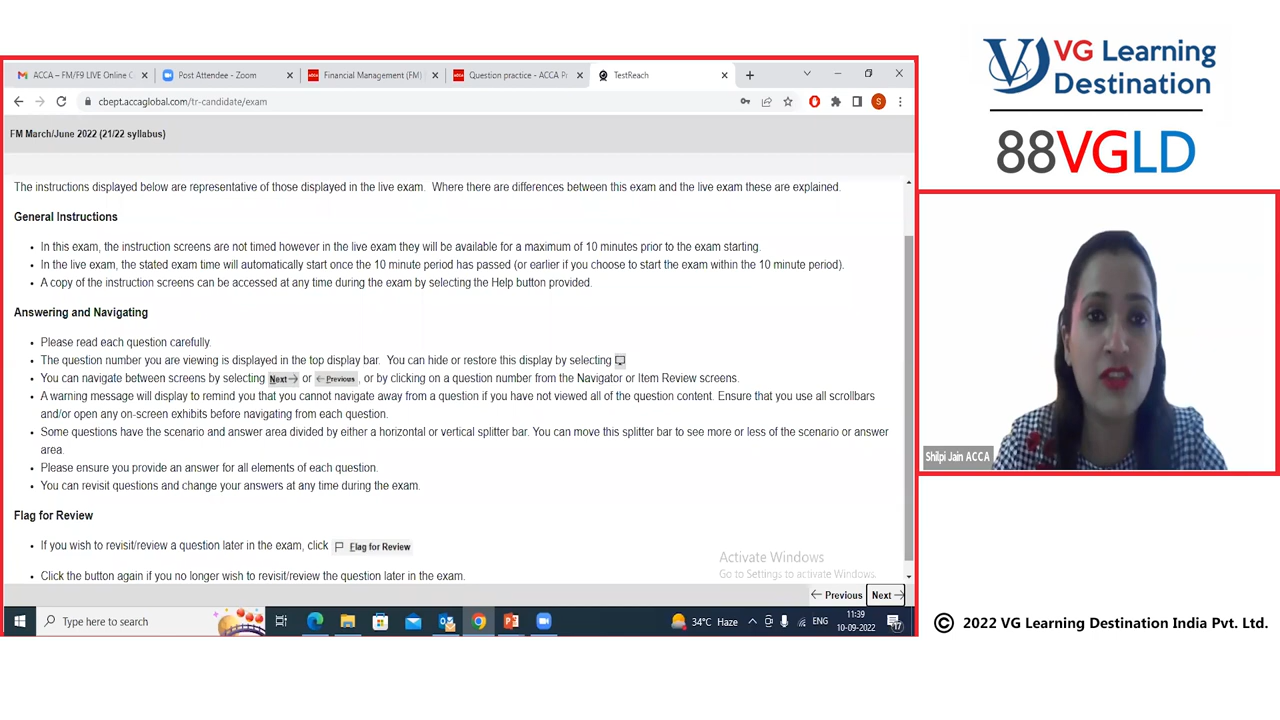 ACCA – FM/F9 LIVE Online C
Post Attendee - Zoom
Financial Management (FM)
Question practice - ACCA P
TestReach
cbept.accaglobal.com/tr-candidate/exam
S
FM March/June 2022 (21/22 syllabus)
The instructions displayed below are representative of those displayed in the live exam. Where there are differences between this exam and the live exam these are explained.
General Instructions
• In this exam, the instruction screens are not timed however in the live exam they will be available for a maximum of 10 minutes prior to the exam starting.
• In the live exam, the stated exam time will automatically start once the 10 minute period has passed (or earlier if you choose to start the exam within the 10 minute period).
• A copy of the instruction screens can be accessed at any time during the exam by selecting the Help button provided.
Answering and Navigating
• Please read each question carefully.
• The question number you are viewing is displayed in the top display bar. You can hide or restore this display by selecting
• You can navigate between screens by selecting Next → or ← Previous , or by clicking on a question number from the Navigator or Item Review screens.
• A warning message will display to remind you that you cannot navigate away from a question if you have not viewed all of the question content. Ensure that you use all scrollbars
and/or open any on-screen exhibits before navigating from each question.
• Some questions have the scenario and answer area divided by either a horizontal or vertical splitter bar. You can move this splitter bar to see more or less of the scenario or answer
area.
• Please ensure you provide an answer for all elements of each question.
• You can revisit questions and change your answers at any time during the exam.
Flag for Review
• If you wish to revisit/review a question later in the exam, click Flag for Review
• Click the button again if you no longer wish to revisit/review the question later in the exam.
Activate Windows
Go to Settings to activate Windows.
← Previous Next →
Type here to search
34°C Haze
ENG
11:39
10-09-2022
17
VG Learning
Destination
88VGLD
Shilpi Jain ACCA
© 2022 VG Learning Destination India Pvt. Ltd.